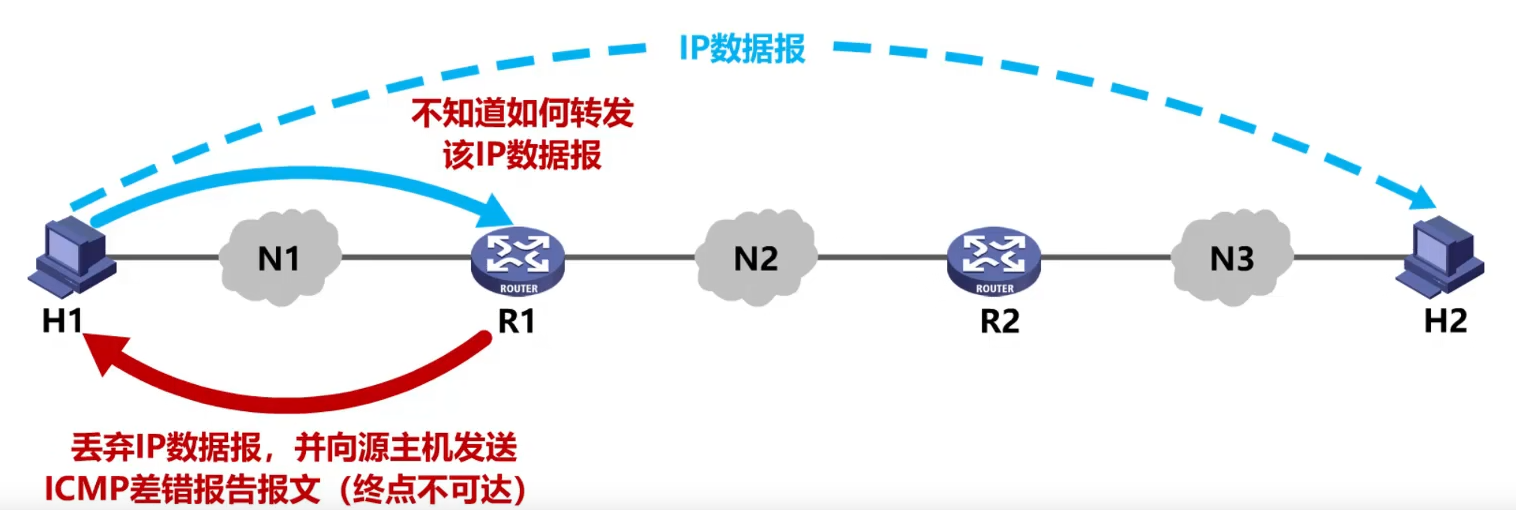 IP数据报
不知道如何转发
该IP数据报
N1
N2
N3
ROUTER
ROUTER
H1
R1
R2
H2
丢弃IP数据报，并向源主机发送
ICMP差错报告报文（终点不可达）